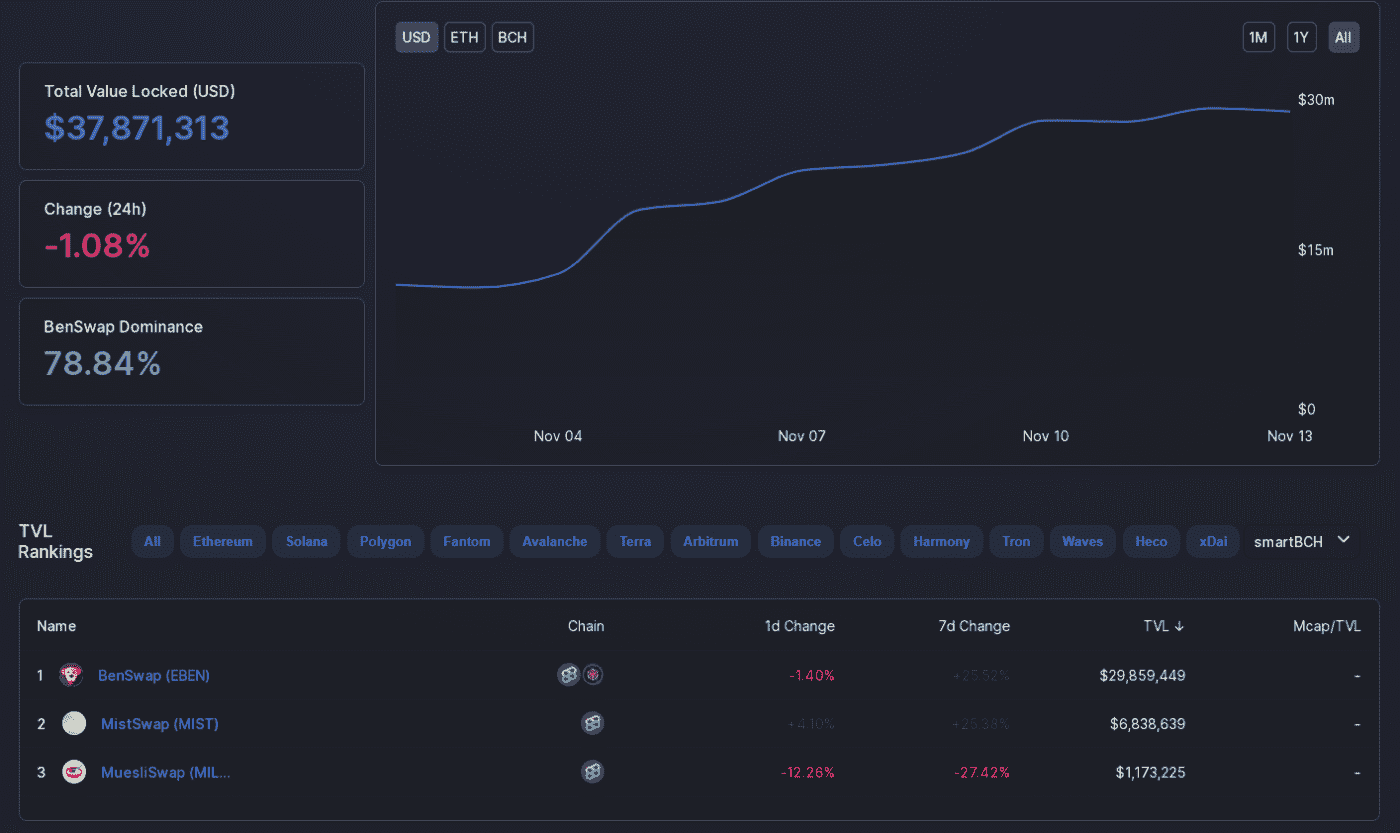 USD ETH BCH 1M 1Y All
Total Value Locked (USD)
$37,871,313
Change (24h)
-1.08%
BenSwap Dominance
78.84%
$30m
$15m
$0
Nov 04 Nov 07 Nov 10 Nov 13
TVL
Rankings
All Ethereum Solana Polygon Fantom Avalanche Terra Arbitrum Binance Celo Harmony Tron Waves Heco xDai smartBCH
Name Chain 1d Change 7d Change TVL ↓ Mcap/TVL
1 BenSwap (EBEN) -1.40% +25.52% $29,859,449 -
2 MistSwap (MIST) +4.10% +25.38% $6,838,639 -
3 MuesliSwap (MIL... -12.26% -27.42% $1,173,225 -